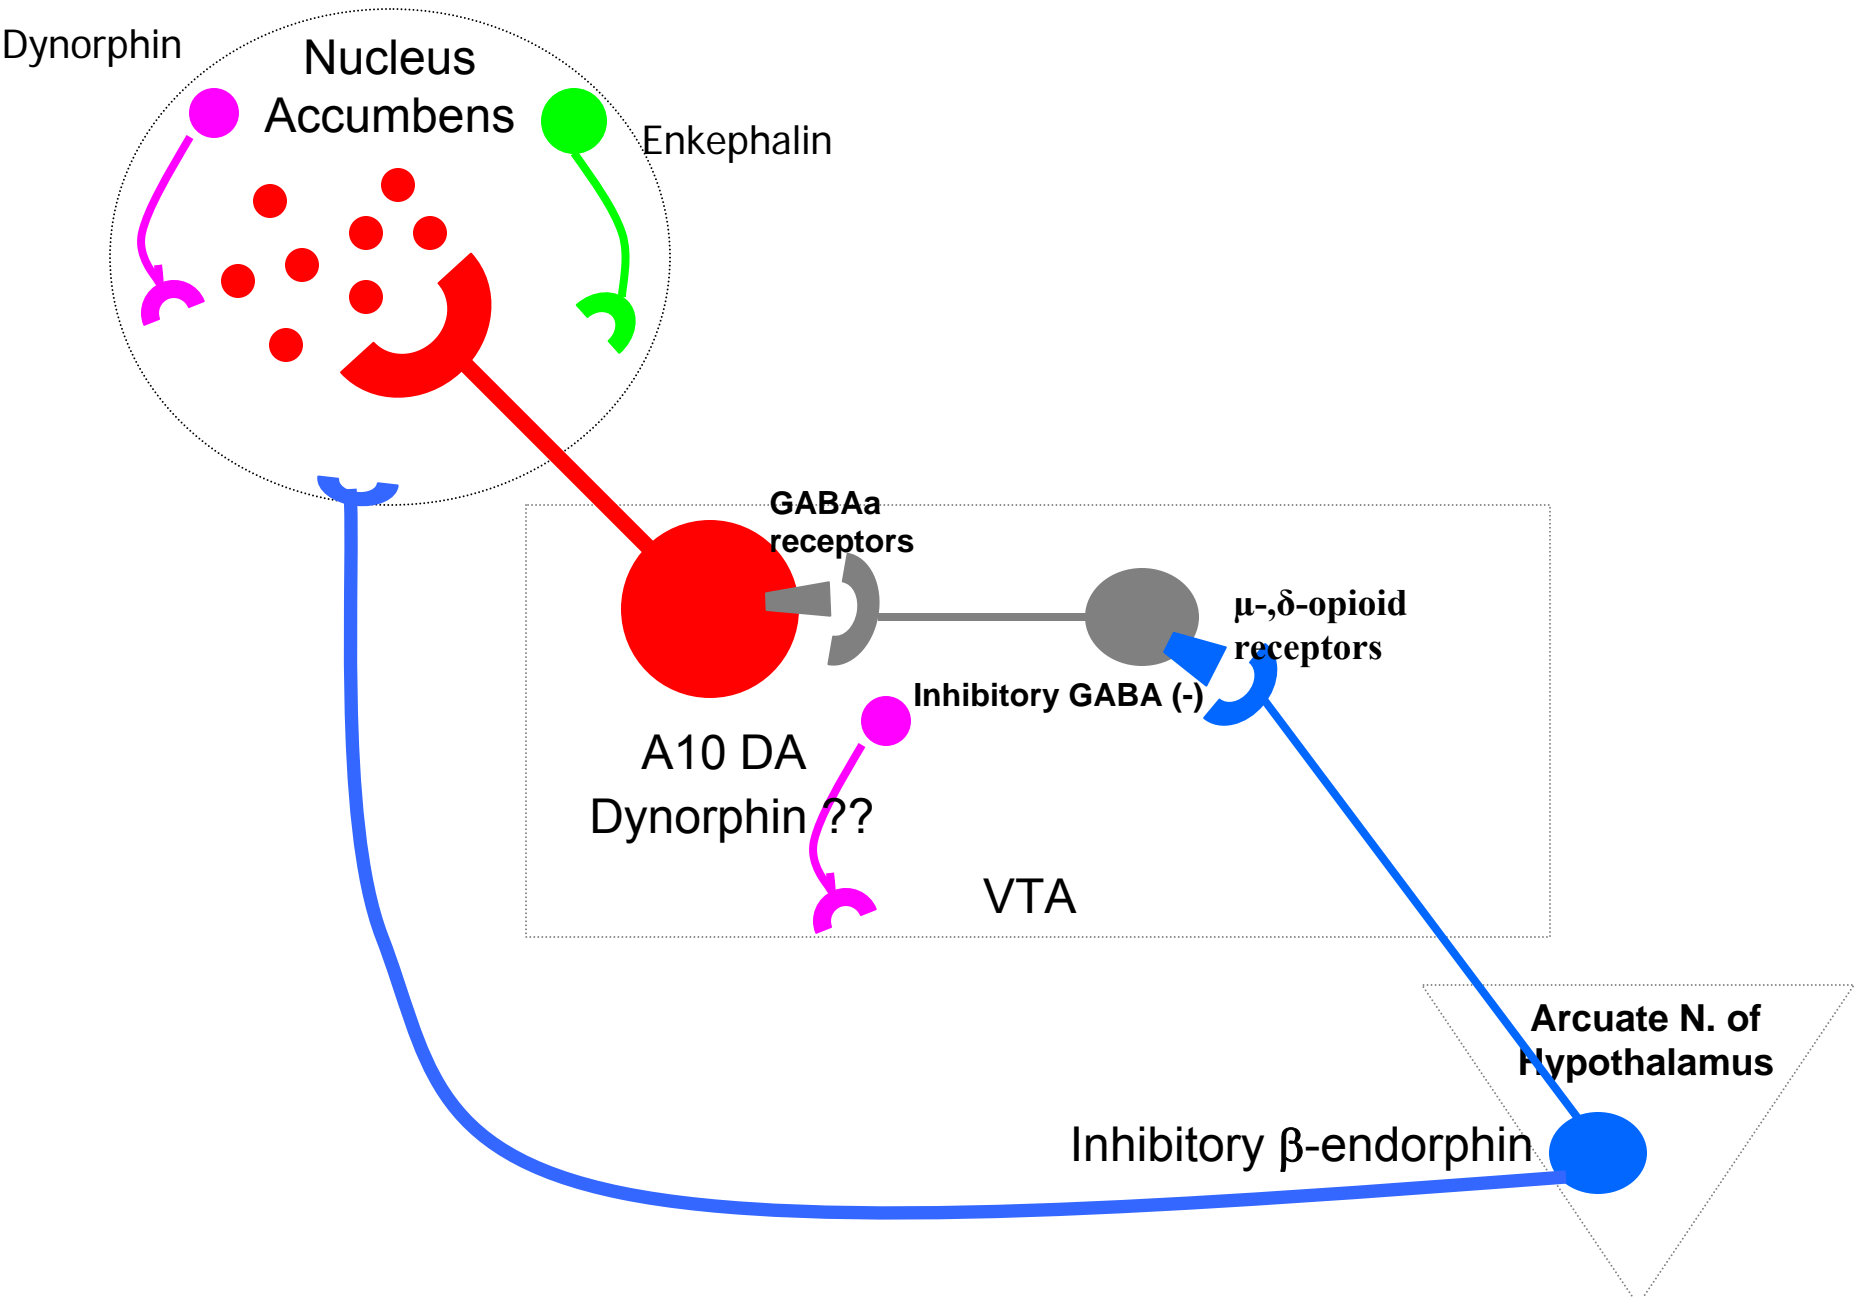 Dynorphin
Nucleus
Accumbens
Enkephalin
GABAa
receptors
μ-,δ-opioid
receptors
Inhibitory GABA (-)
A10 DA
Dynorphin ??
VTA
Arcuate N. of
Hypothalamus
Inhibitory β-endorphin